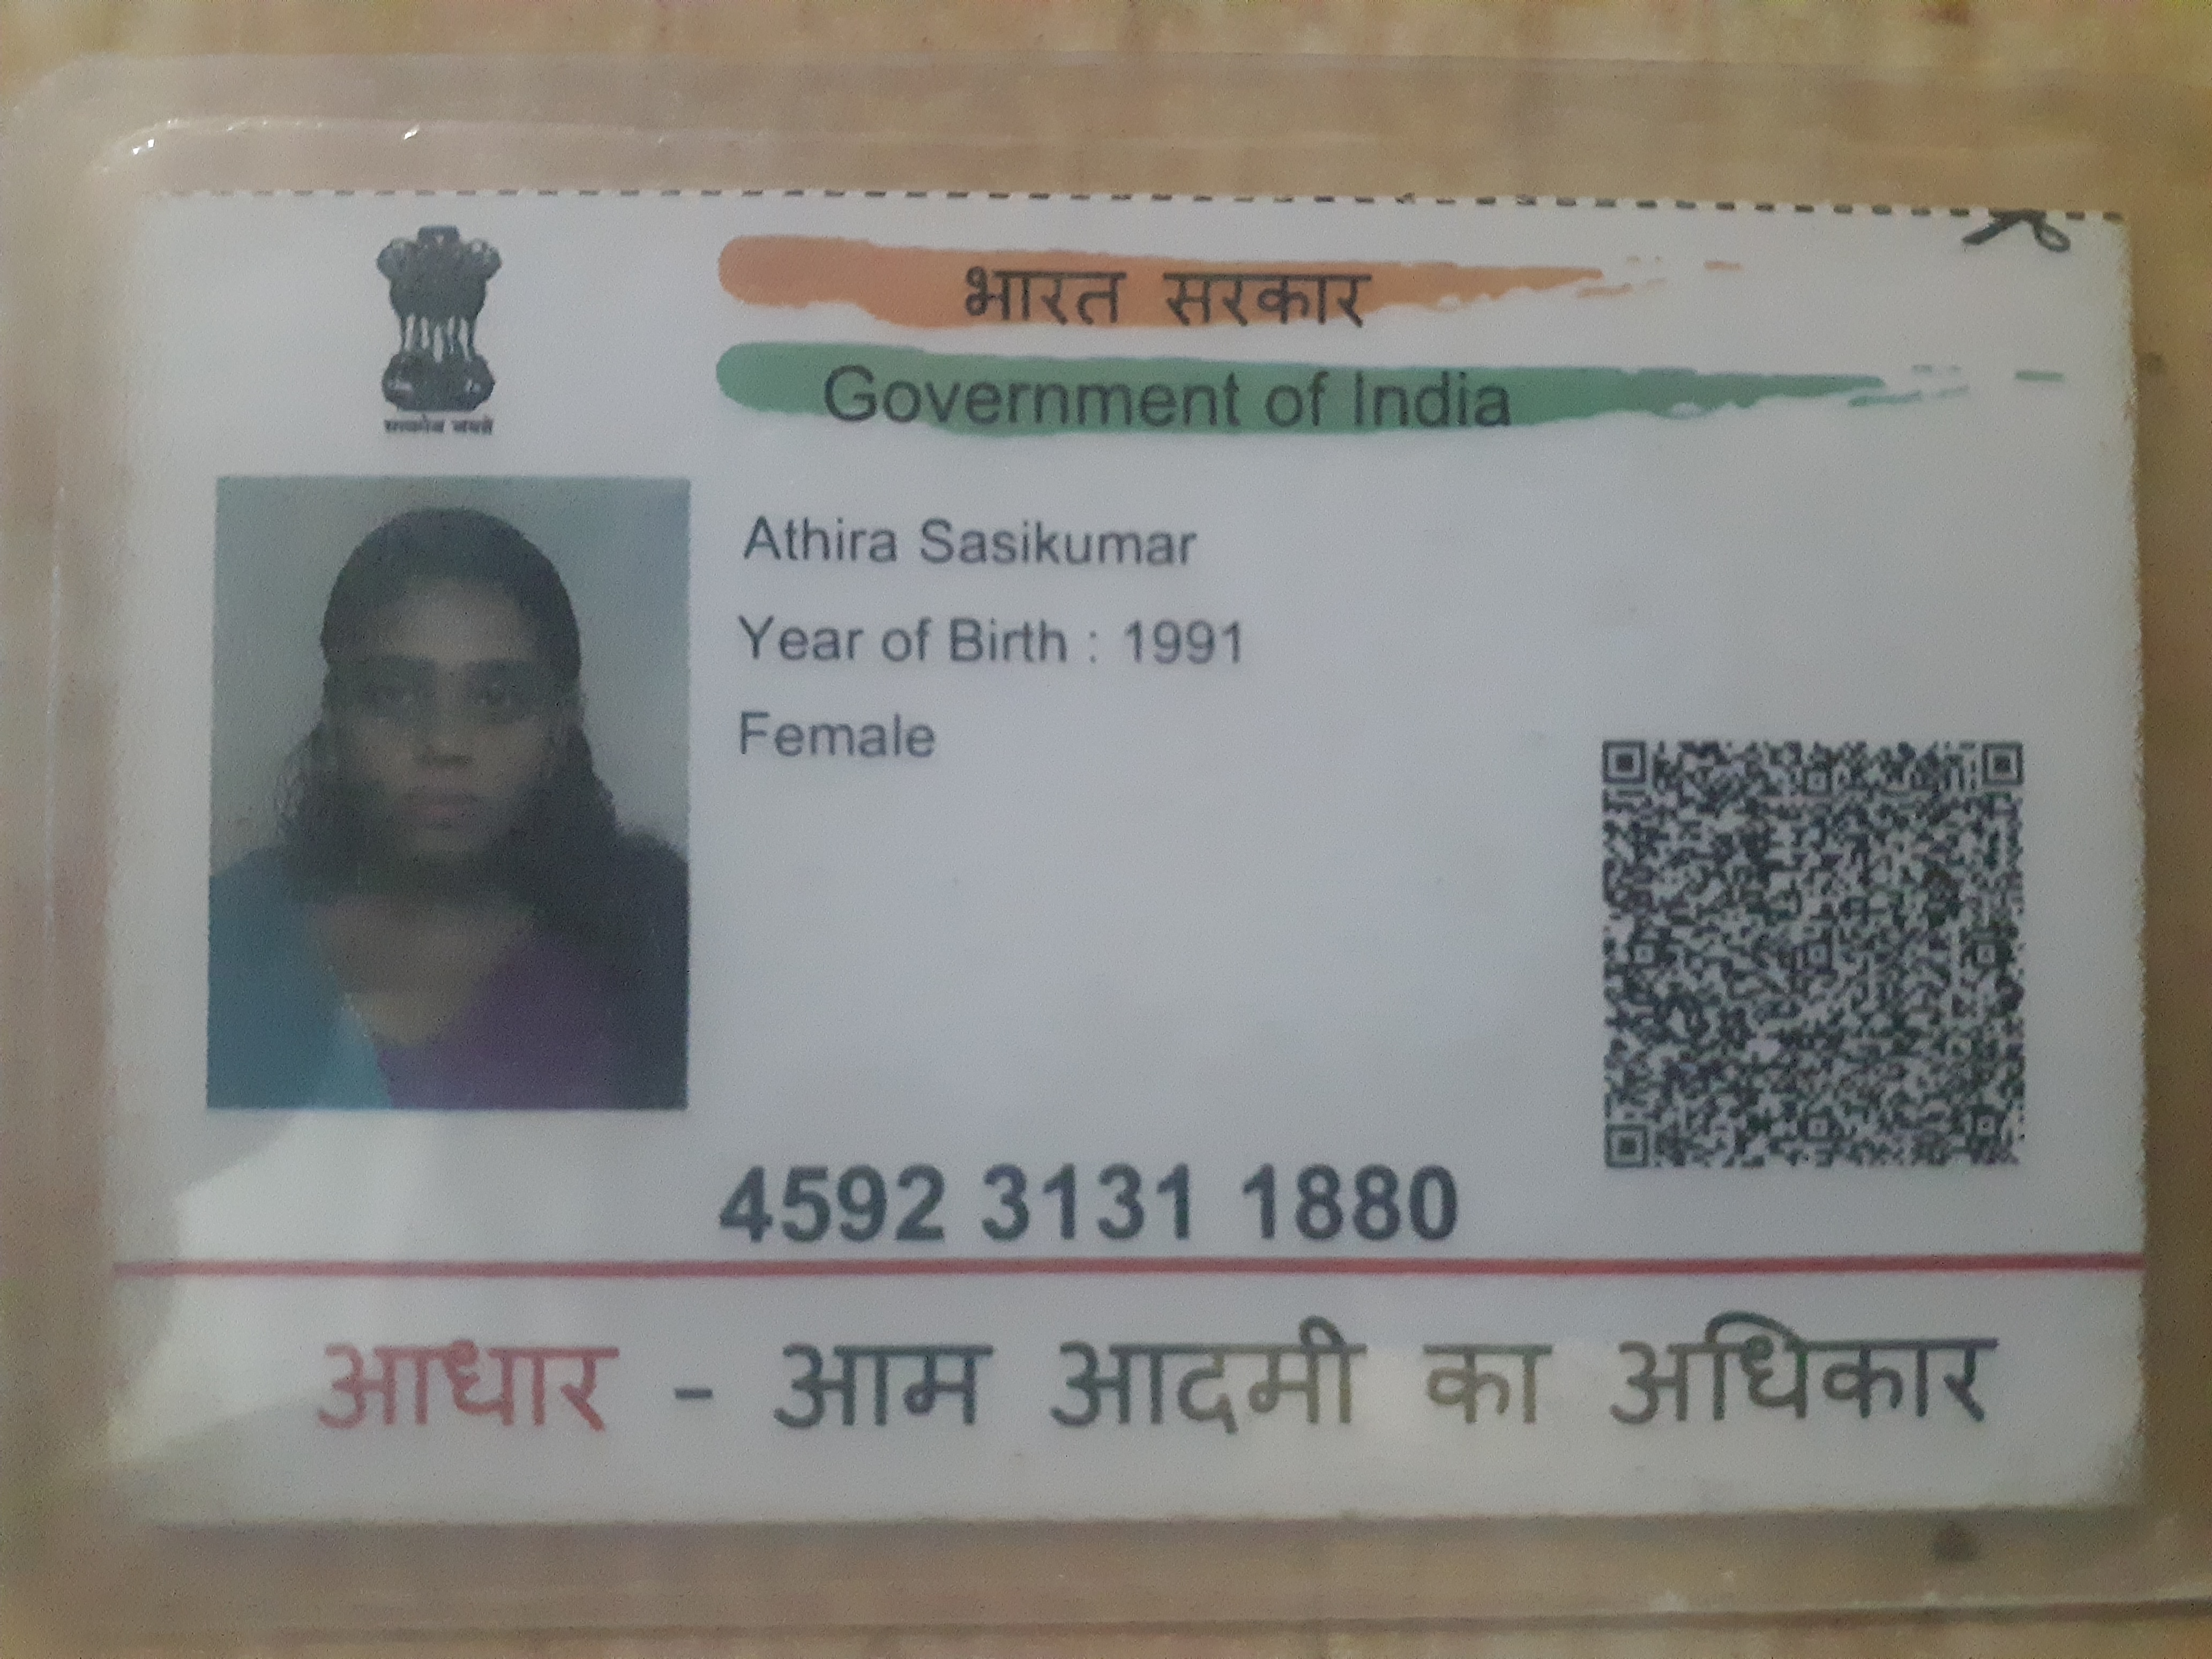 भारत सरकार
Government of India
सत्यमेव जयते
Athira Sasikumar
Year of Birth : 1991
Female
4592 3131 1880
आधार - आम आदमी का अधिकार